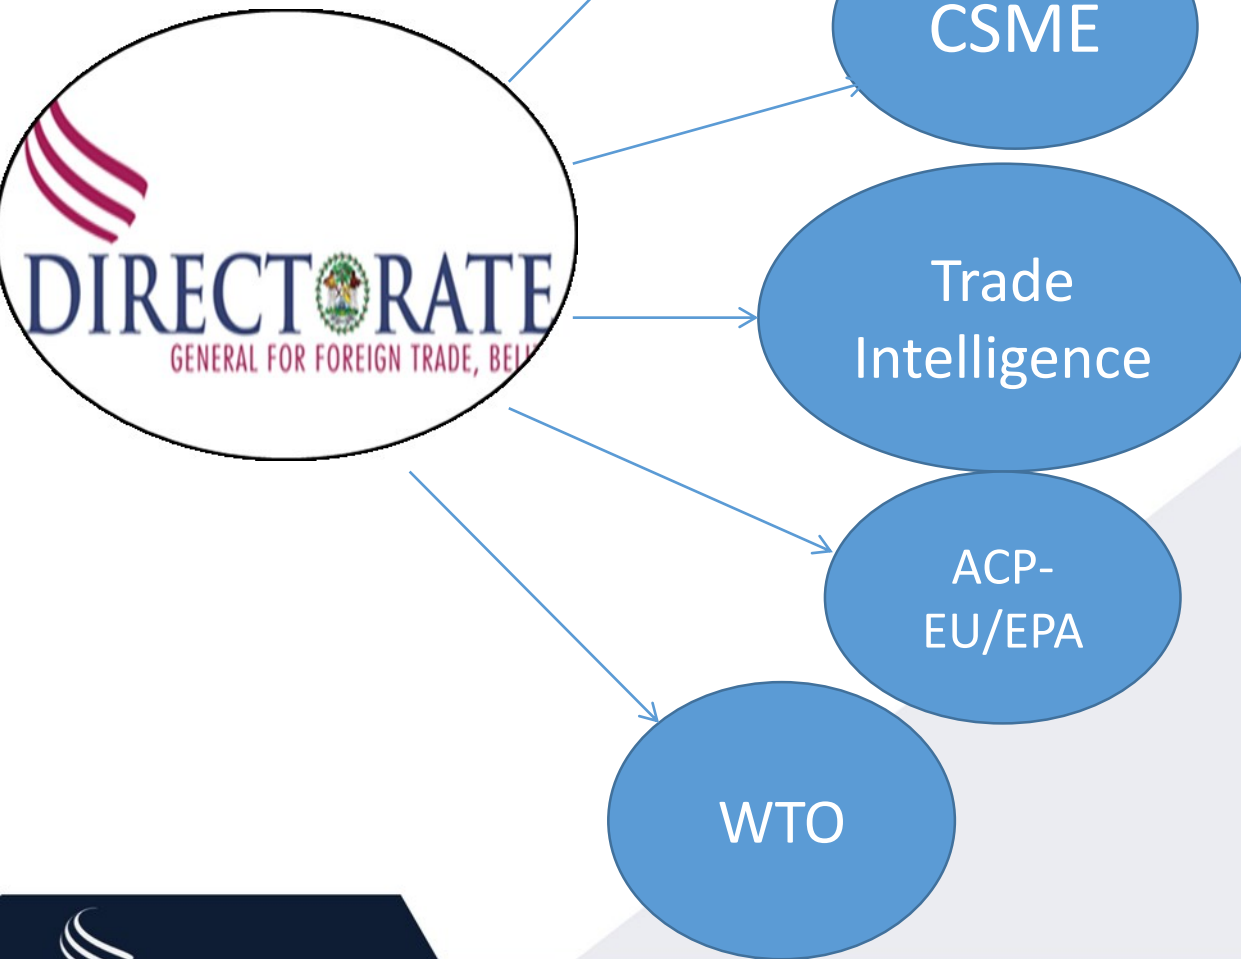 CSME
DIRECTORATE
GENERAL FOR FOREIGN TRADE,
Trade
Intelligence
ACP-
EU/EPA
WTO